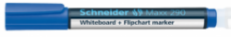 Schneider Maxx 290
Whiteboard + Flipchart marker